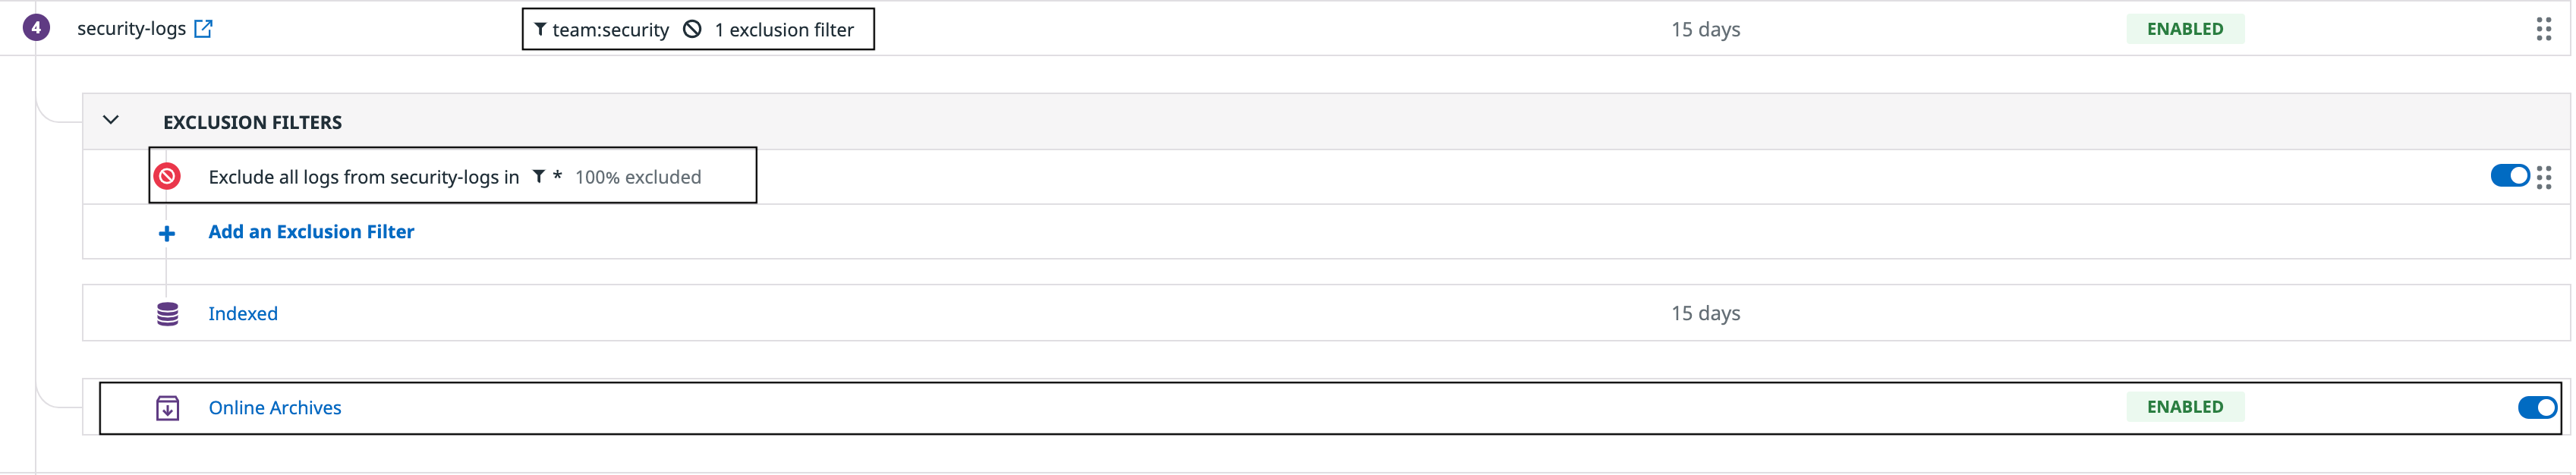 4 security-logs team:security 1 exclusion filter 15 days ENABLED
EXCLUSION FILTERS
Exclude all logs from security-logs in * 100% excluded
+ Add an Exclusion Filter
Indexed 15 days
Online Archives ENABLED